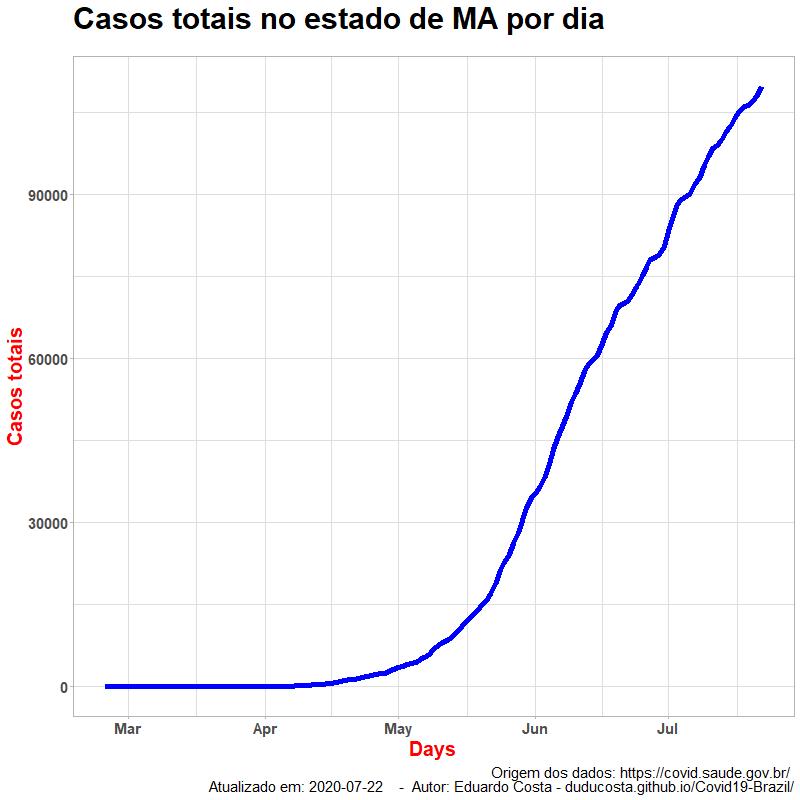 Casos totais no estado de MA por dia
Casos totais
90000
60000
30000
0
Mar Apr May Jun Jul
Days
Origem dos dados: https://covid.saude.gov.br/
Atualizado em: 2020-07-22 - Autor: Eduardo Costa - duducosta.github.io/Covid19-Brazil/